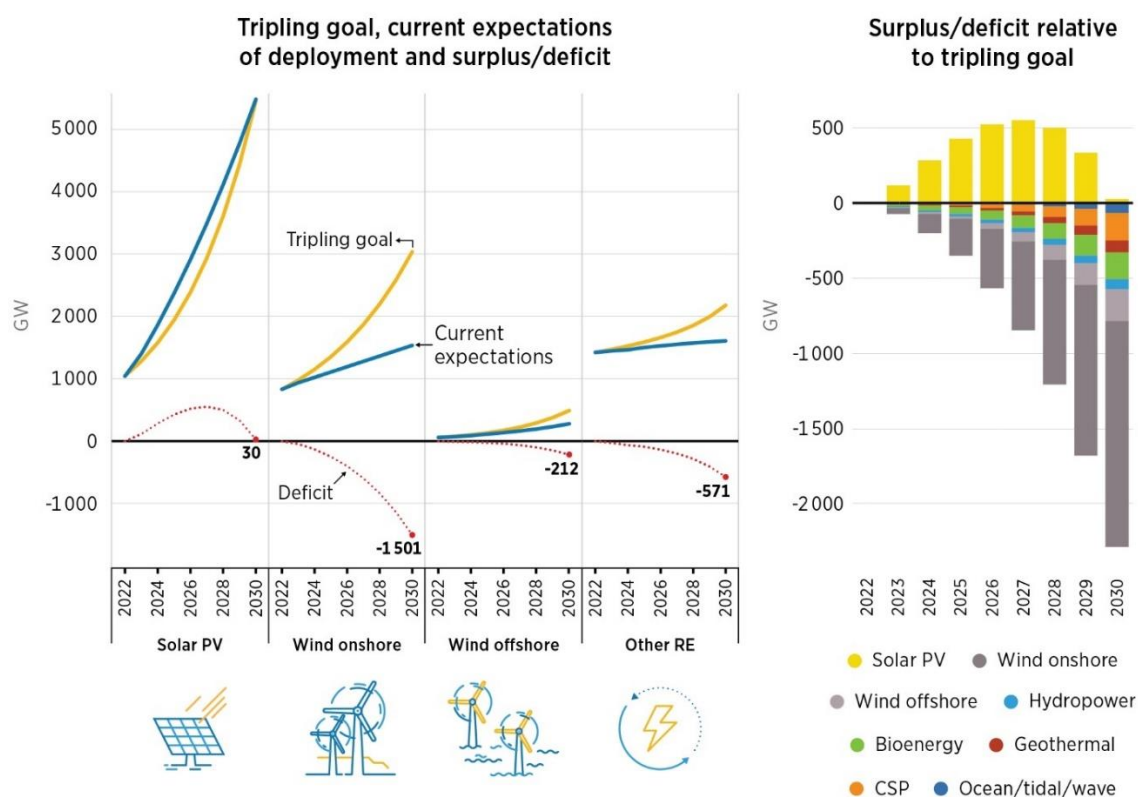 Tripling goal, current expectations
of deployment and surplus/deficit
GW
5 000
4 000
3 000
2 000
1 000
0
-1 000
Tripling goal
Current
expectations
Deficit
30
-1 501
-212
-571
2022
2024
2026
2028
2030
2022
2024
2026
2028
2030
2022
2024
2026
2028
2030
2022
2024
2026
2028
2030
Solar PV
Wind onshore
Wind offshore
Other RE
Surplus/deficit relative
to tripling goal
GW
500
0
-500
-1 000
-1 500
-2 000
2022
2023
2024
2025
2026
2027
2028
2029
2030
Solar PV
Wind onshore
Wind offshore
Hydropower
Bioenergy
Geothermal
CSP
Ocean/tidal/wave